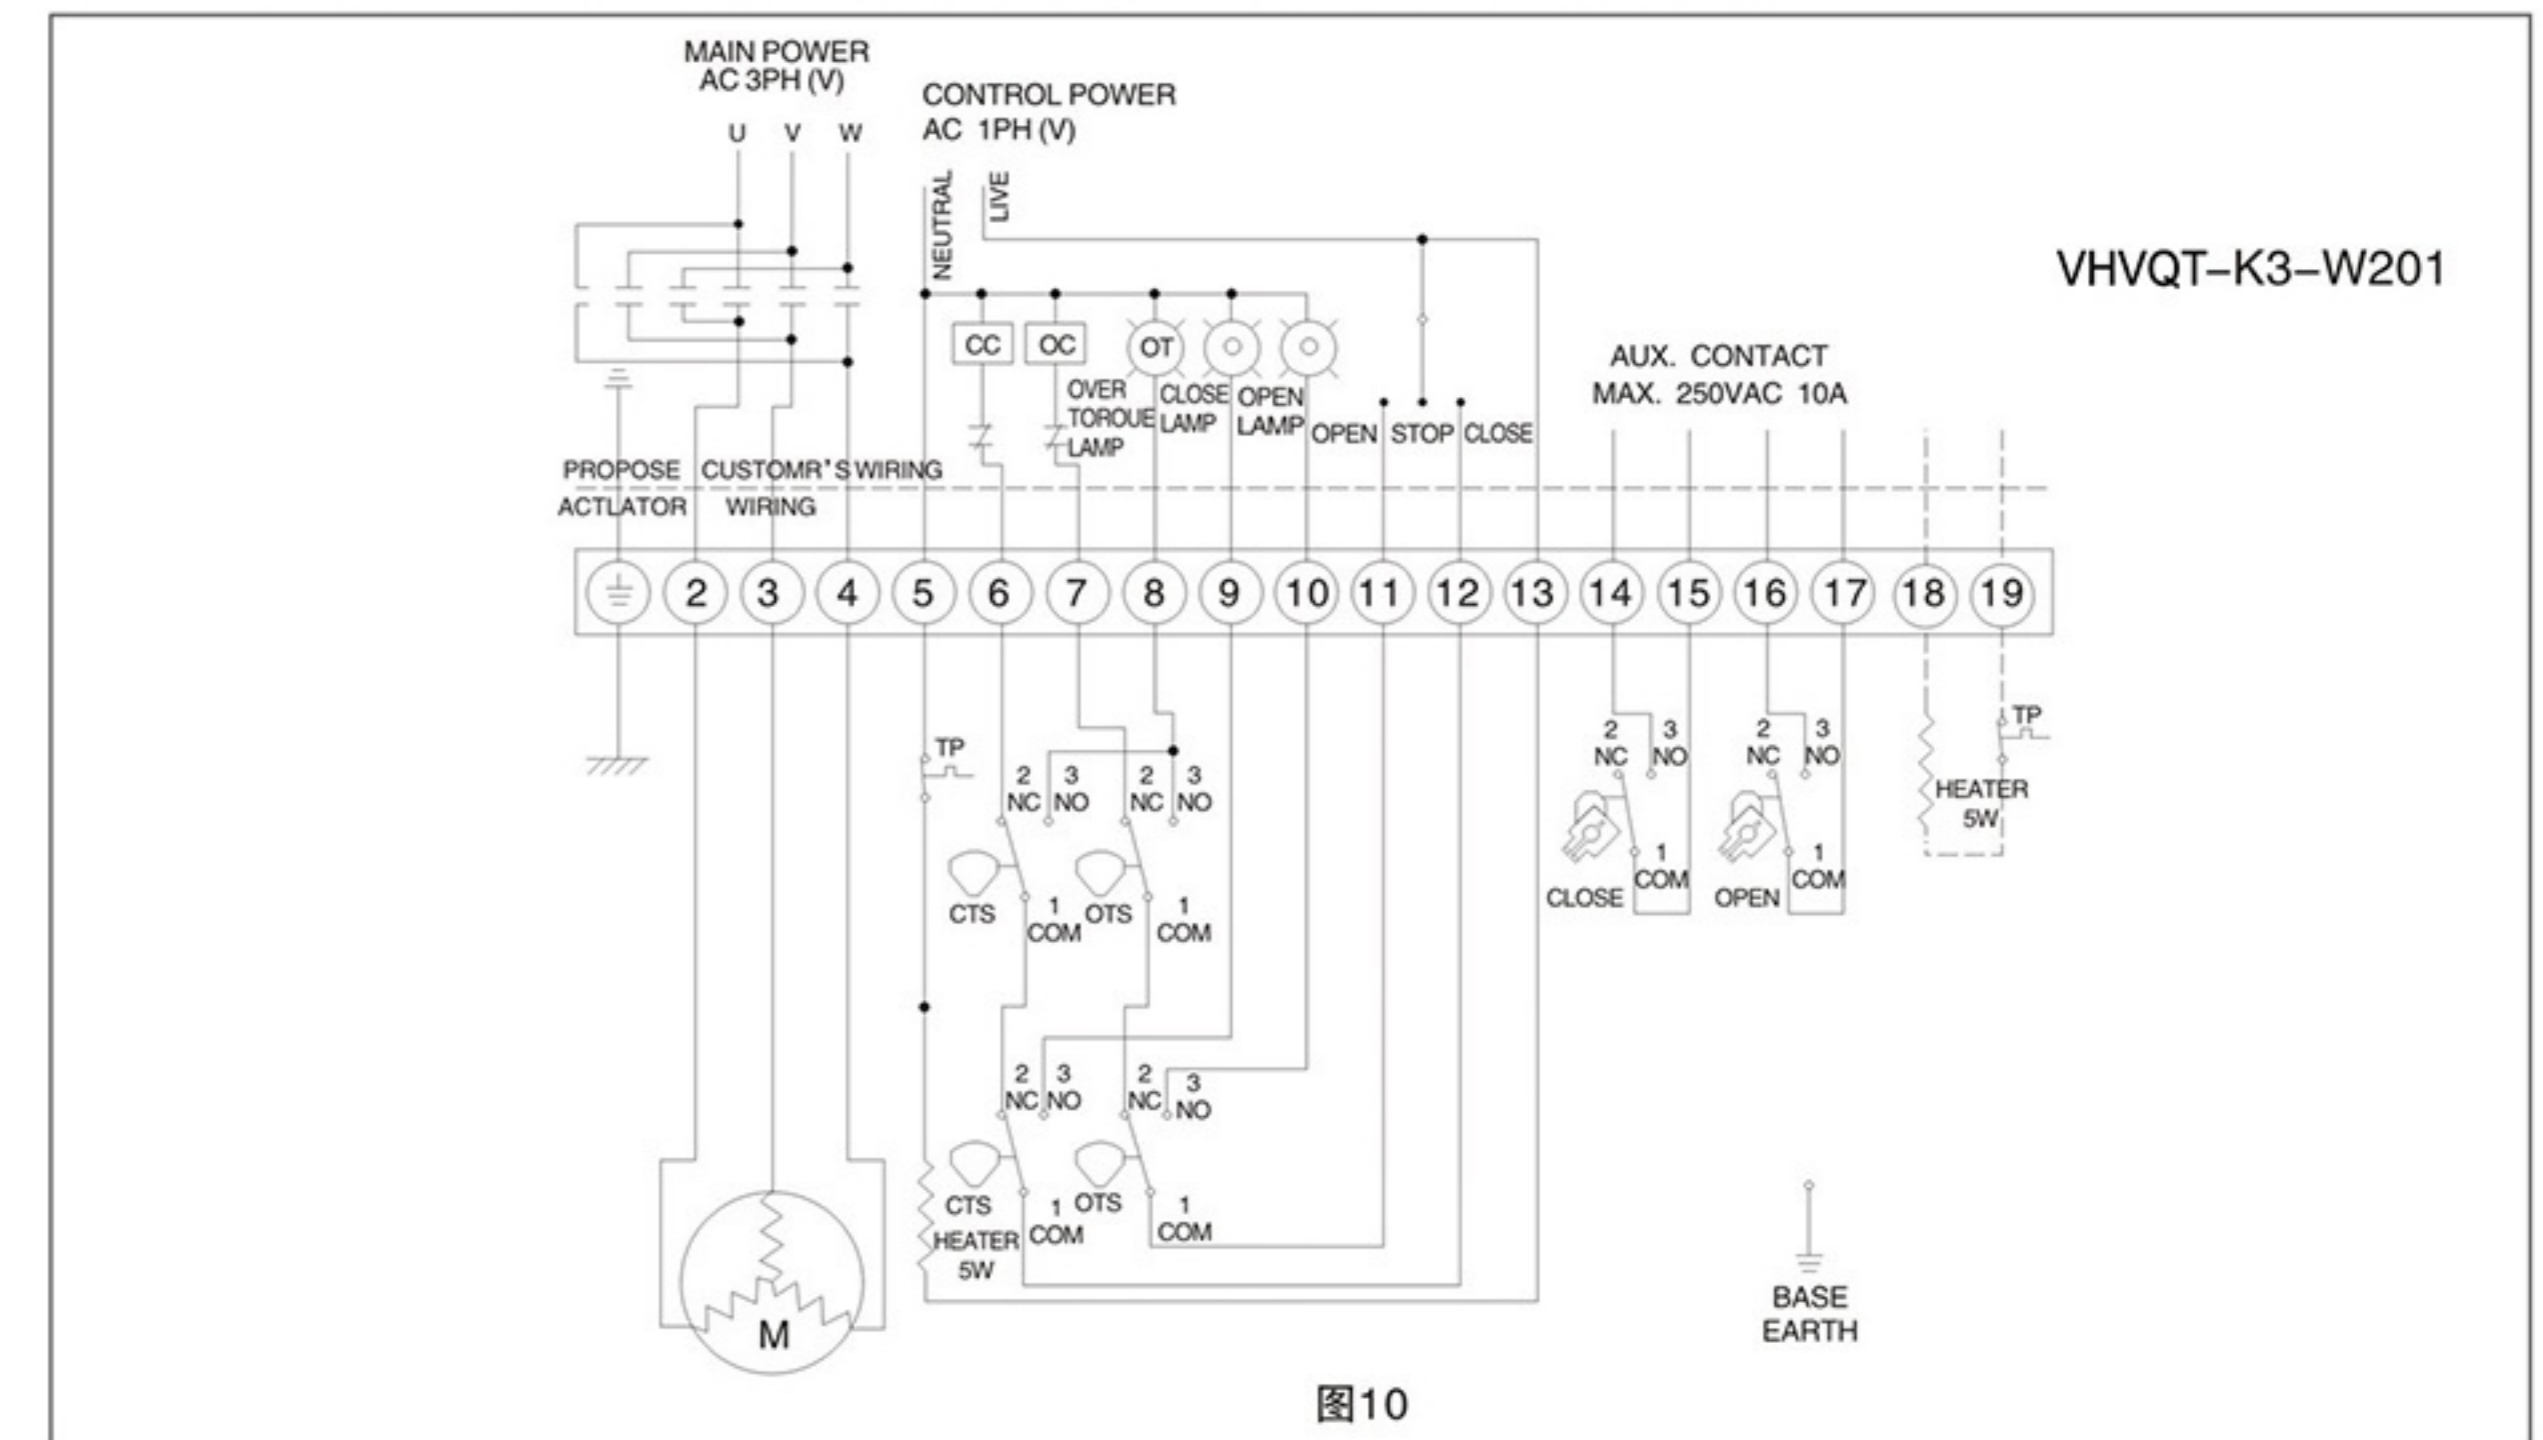 MAIN POWER
AC 3PH (V)
U V W
CONTROL POWER
AC 1PH (V)
NEUTRAL
LIVE
VHVQT-K3-W201
CC OC OT
OVER
TOROUE
LAMP
CLOSE
LAMP
OPEN
LAMP
OPEN STOP CLOSE
AUX. CONTACT
MAX. 250VAC 10A
PROPOSE CUSTOMR'S WIRING
ACTLATOR WIRING
2 3 4 5 6 7 8 9 10 11 12 13 14 15 16 17 18 19
TP
2 3 2 3
NC NO NC NO
CTS 1 OTS 1
COM COM
2 3 2 3
NC NO NC NO
1 1
COM COM
CLOSE OPEN
TP
HEATER
5W
2 3 2 3
NC NO NC NO
CTS 1 OTS 1
COM COM
HEATER
5W
M
BASE
EARTH
图10